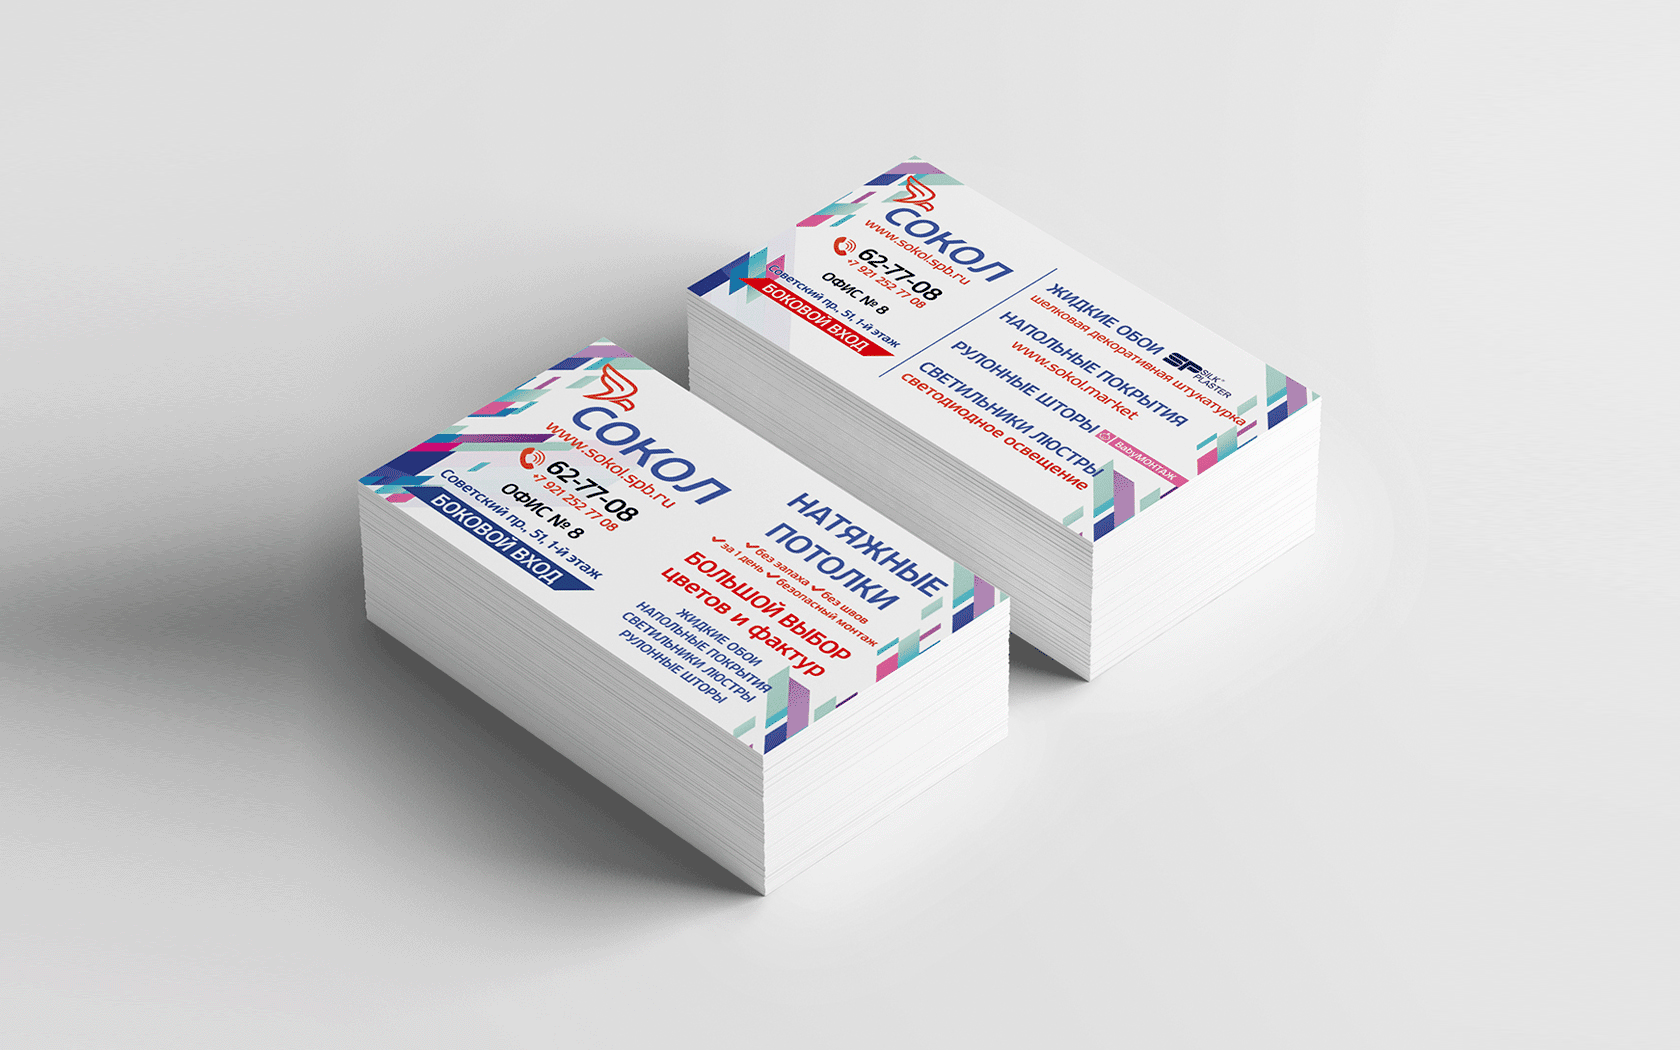 СОКОЛ
www.sokol.spb.ru
62-77-08
+7 921 252 77 08
ОФИС № 8
Советский пр., 51, 1-й этаж
БОКОВОЙ ВХОД
НАТЯЖНЫЕ
ПОТОЛКИ
без запаха без швов
за 1 день безопасный монтаж
БОЛЬШОЙ ВЫБОР
цветов и фактур
ЖИДКИЕ ОБОИ
НАПОЛЬНЫЕ ПОКРЫТИЯ
СВЕТИЛЬНИКИ ЛЮСТРЫ
РУЛОННЫЕ ШТОРЫ
СОКОЛ
www.sokol.spb.ru
62-77-08
+7 921 252 77 08
ОФИС № 8
Советский пр., 51, 1-й этаж
БОКОВОЙ ВХОД
ЖИДКИЕ ОБОИ SP SILK PLASTER
шелковая декоративная штукатурка
НАПОЛЬНЫЕ ПОКРЫТИЯ
www.sokol.market
РУЛОННЫЕ ШТОРЫ BabyМОНТАЖ
СВЕТИЛЬНИКИ ЛЮСТРЫ
светодиодное освещение